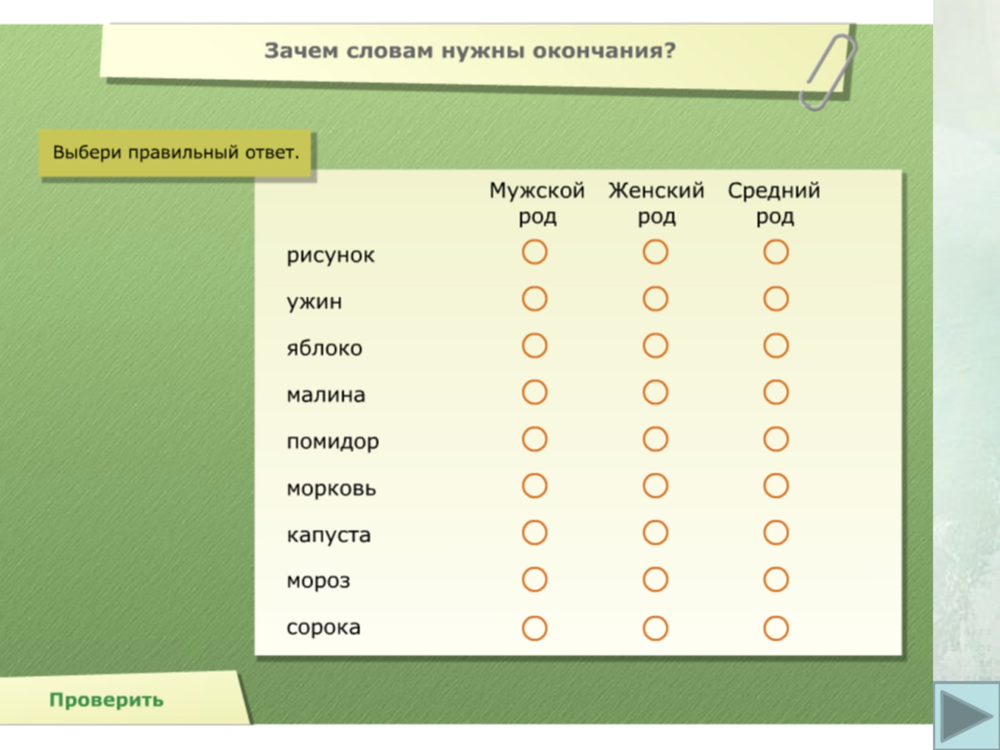 Зачем словам нужны окончания?
Выбери правильный ответ.
Мужской род Женский род Средний род
рисунок
ужин
яблоко
малина
помидор
морковь
капуста
мороз
сорока
Проверить